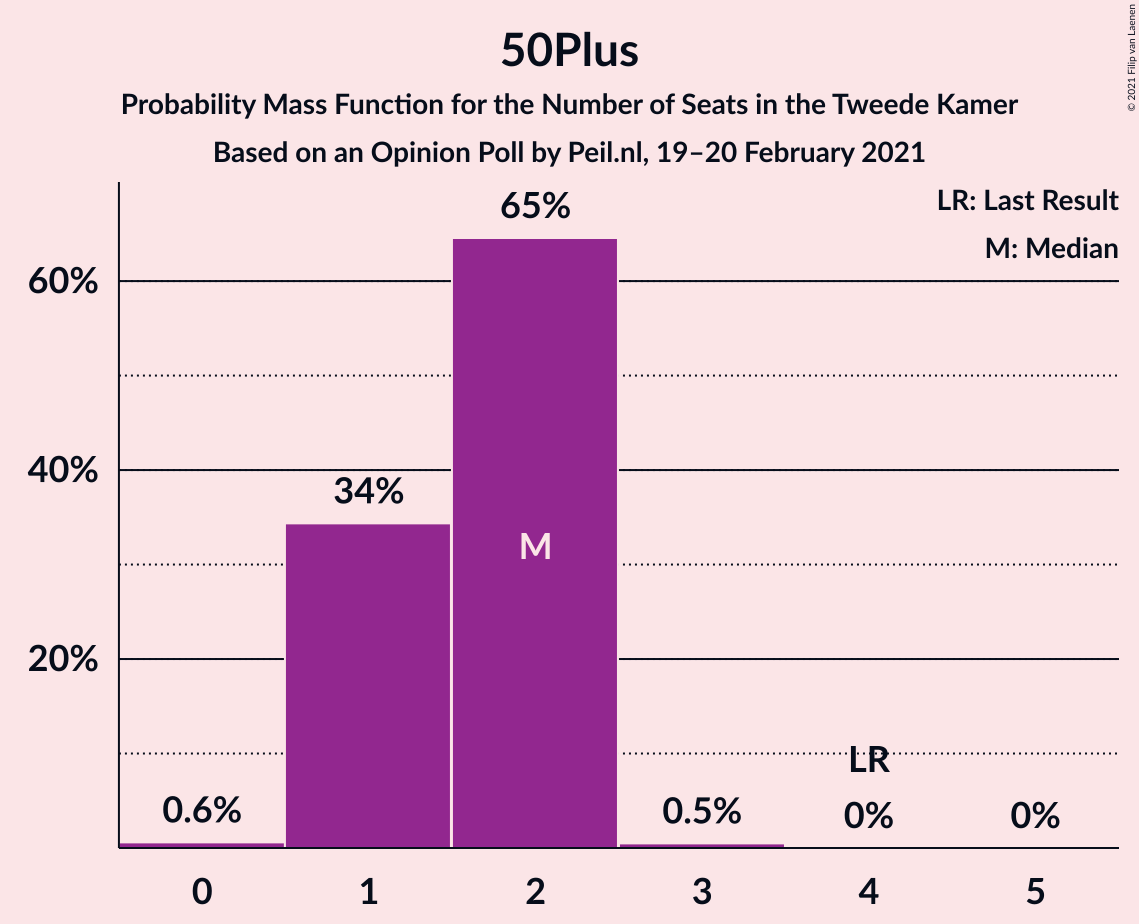 50Plus
Probability Mass Function for the Number of Seats in the Tweede Kamer
Based on an Opinion Poll by Peil.nl, 19–20 February 2021
© 2021 Filip van Laenen
LR: Last Result
M: Median
65%
60%
40%
34%
M
20%
LR
0.6%
0.5%
0%
0%
0
1
2
3
4
5